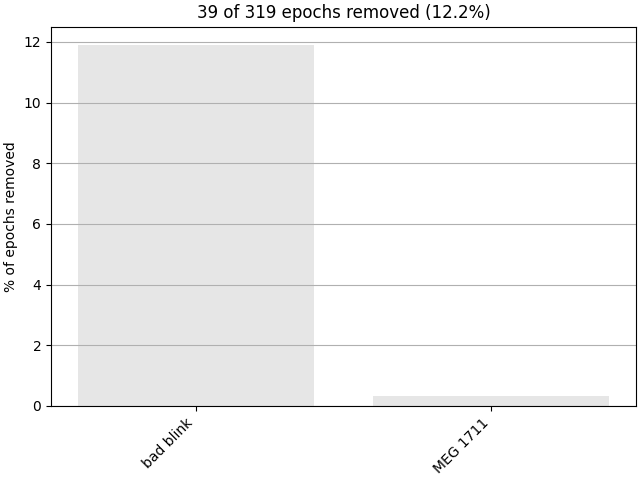 39 of 319 epochs removed (12.2%)
% of epochs removed
12
10
8
6
4
2
0
bad blink
MEG 1711